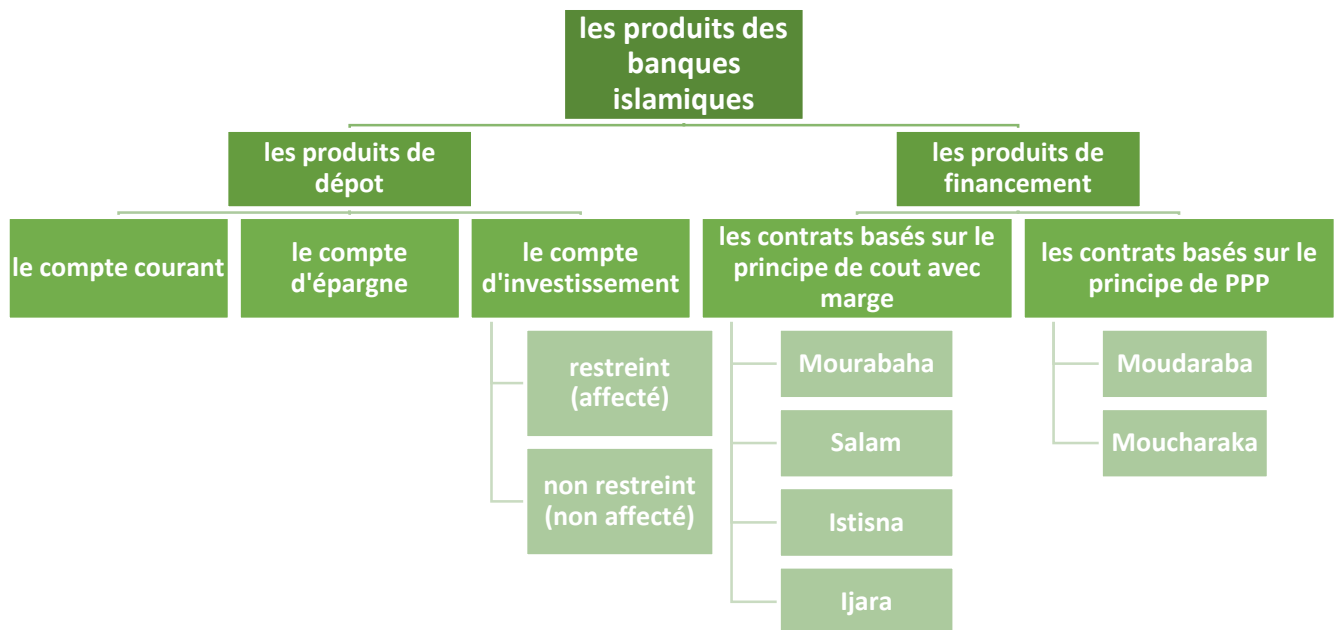 les produits des
banques
islamiques
les produits de
dépot
les produits de
financement
le compte courant
le compte
d'épargne
le compte
d'investissement
les contrats basés sur le
principe de cout avec
marge
les contrats basés sur le
principe de PPP
restreint
(affecté)
non restreint
(non affecté)
Mourabaha
Salam
Istisna
Ijara
Moudaraba
Moucharaka